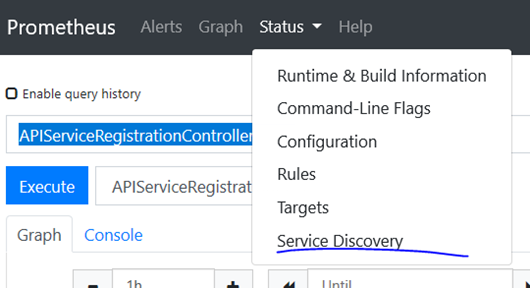 Prometheus Alerts Graph Status Help
Runtime & Build Information
Command-Line Flags
Configuration
Rules
Targets
Service Discovery
Enable query history
APIServiceRegistrationController
Execute APIServiceRegistrat
Graph Console
1h Until